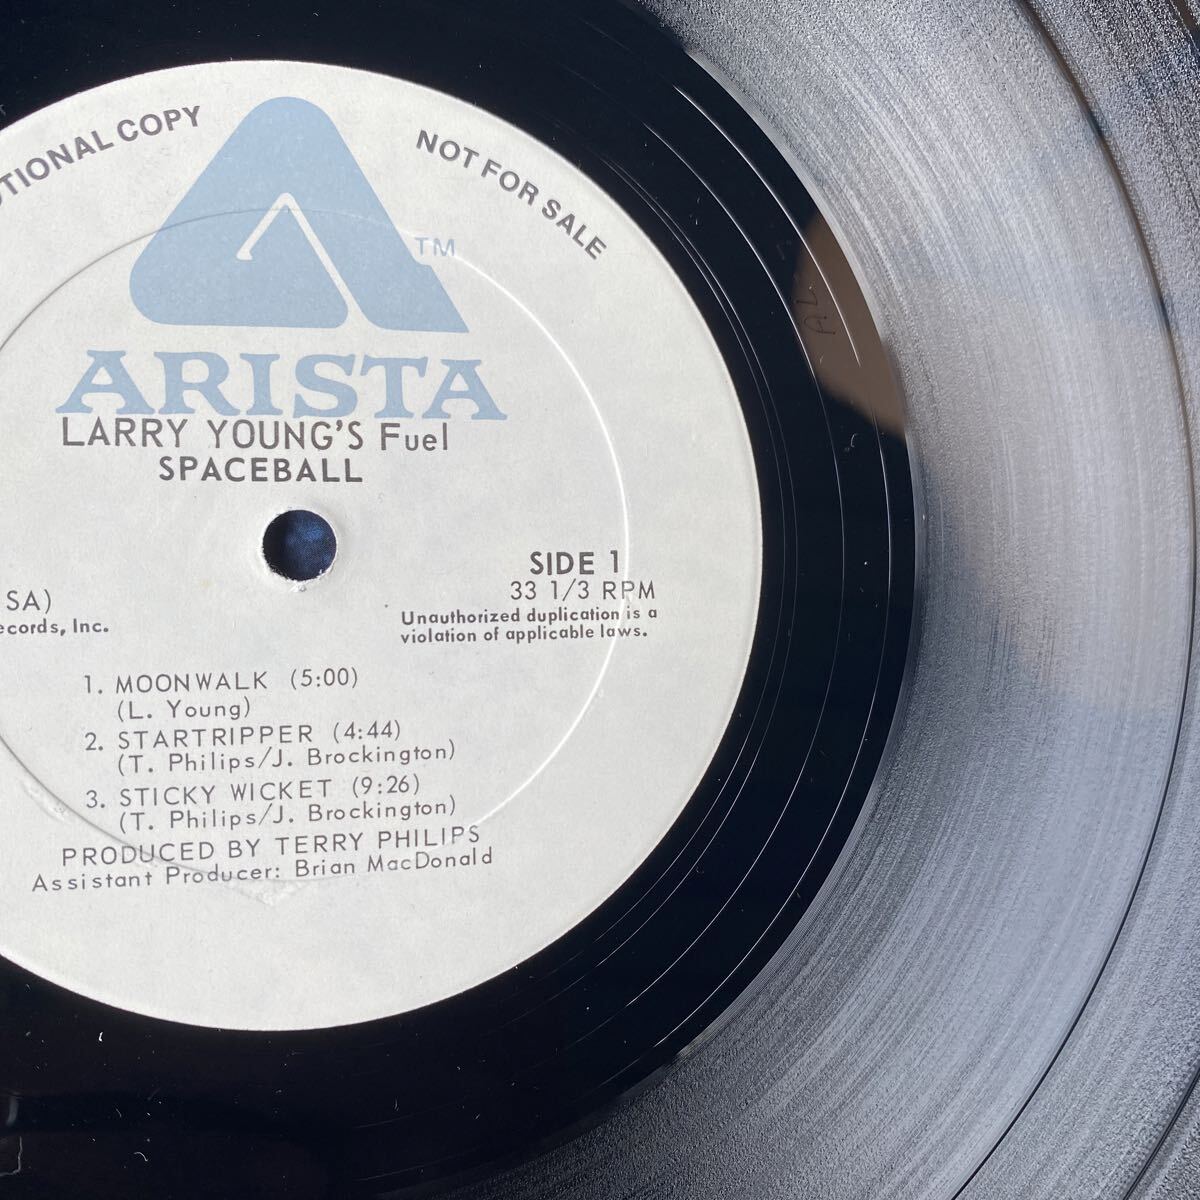 COPY
NOT FOR SALE
TM
ARISTA
LARRY YOUNG'S Fuel
SPACEBALL
SIDE 1
33 1/3 RPM
Unauthorized duplication is a
violation of applicable laws.
SA)
ecords, Inc.
1. MOONWALK (5:00)
(L. Young)
2. STARTRIPPER (4:44)
(T. Philips/J. Brockington)
3. STICKY WICKET (9:26)
(T. Philips/J. Brockington)
PRODUCED BY TERRY PHILIPS
Assistant Producer: Brian MacDonald